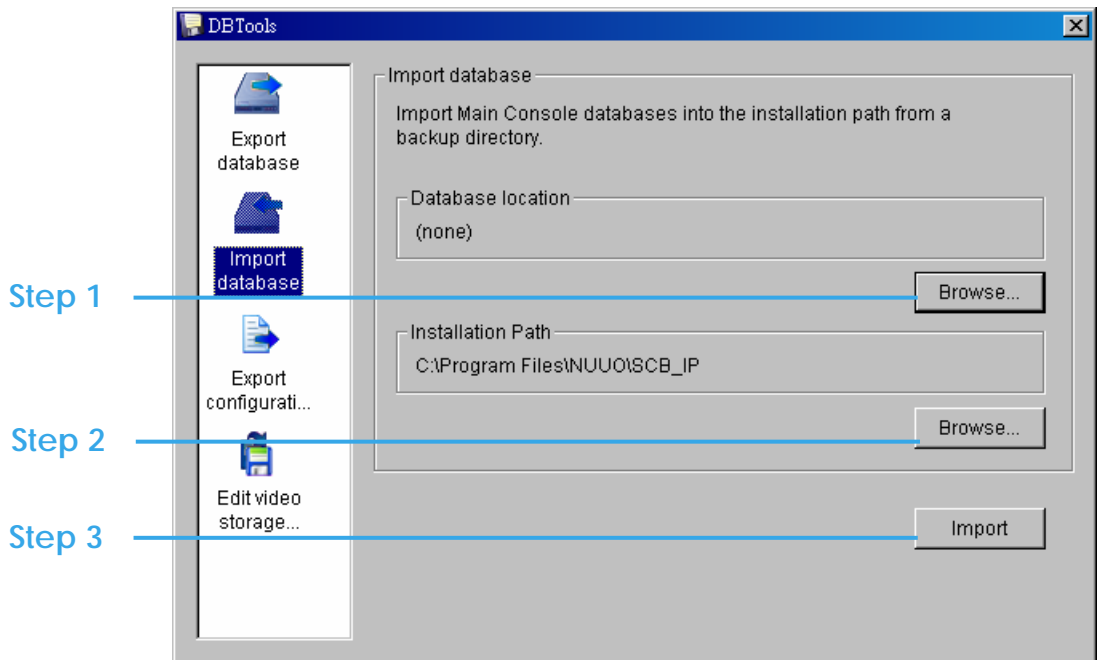 DBTools
Export
database
Import
database
Export
configurati...
Edit video
storage...
Import database
Import Main Console databases into the installation path from a
backup directory.
Database location
(none)
Step 1
Browse...
Installation Path
C:\Program Files\NUUO\SCB_IP
Step 2
Browse...
Step 3
Import